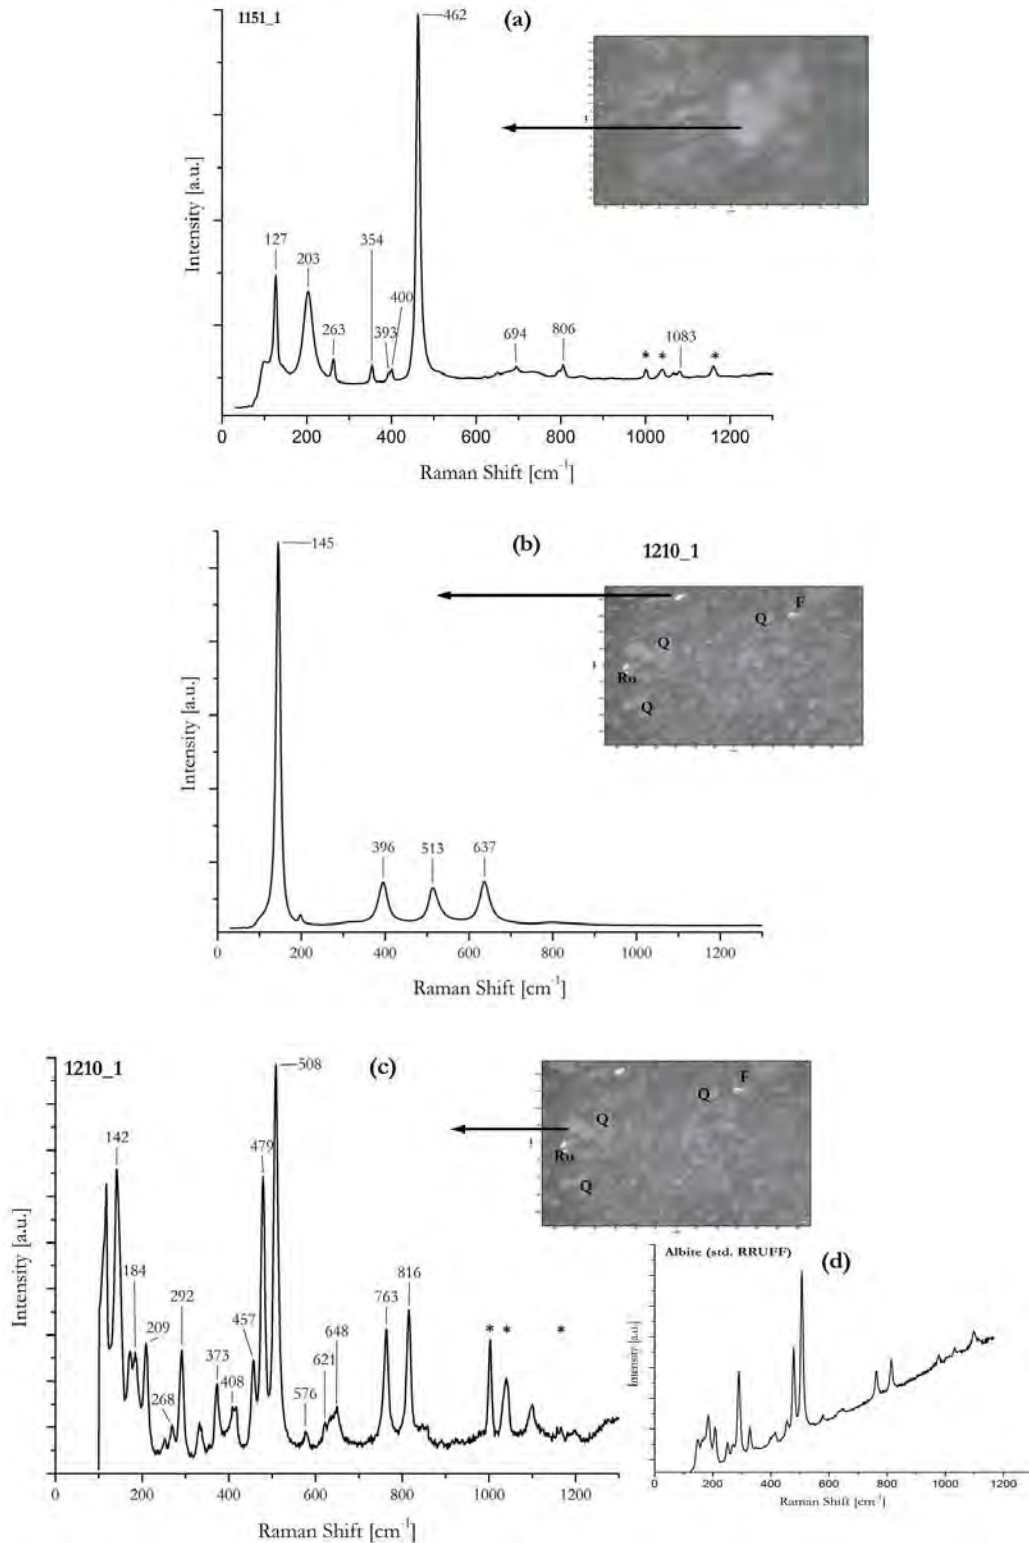 1151_1
(a)
462
127
203
263
354
393
400
694
806
*
*
1083
*
Intensity [a.u.]
0
200
400
600
800
1000
1200
Raman Shift [cm⁻¹]
(b)
1210_1
145
396
513
637
Q
F
Q
Ru
Q
Intensity [a.u.]
0
200
400
600
800
1000
1200
Raman Shift [cm⁻¹]
1210_1
(c)
508
142
184
209
268
292
373
408
457
479
576
621
648
763
816
*
*
*
Q
F
Q
Ru
Q
Intensity [a.u.]
0
200
400
600
800
1000
1200
Raman Shift [cm⁻¹]
Albite (std. RRUFF)
(d)
Intensity [a.u.]
0
200
400
600
800
1000
1200
Raman Shift [cm⁻¹]